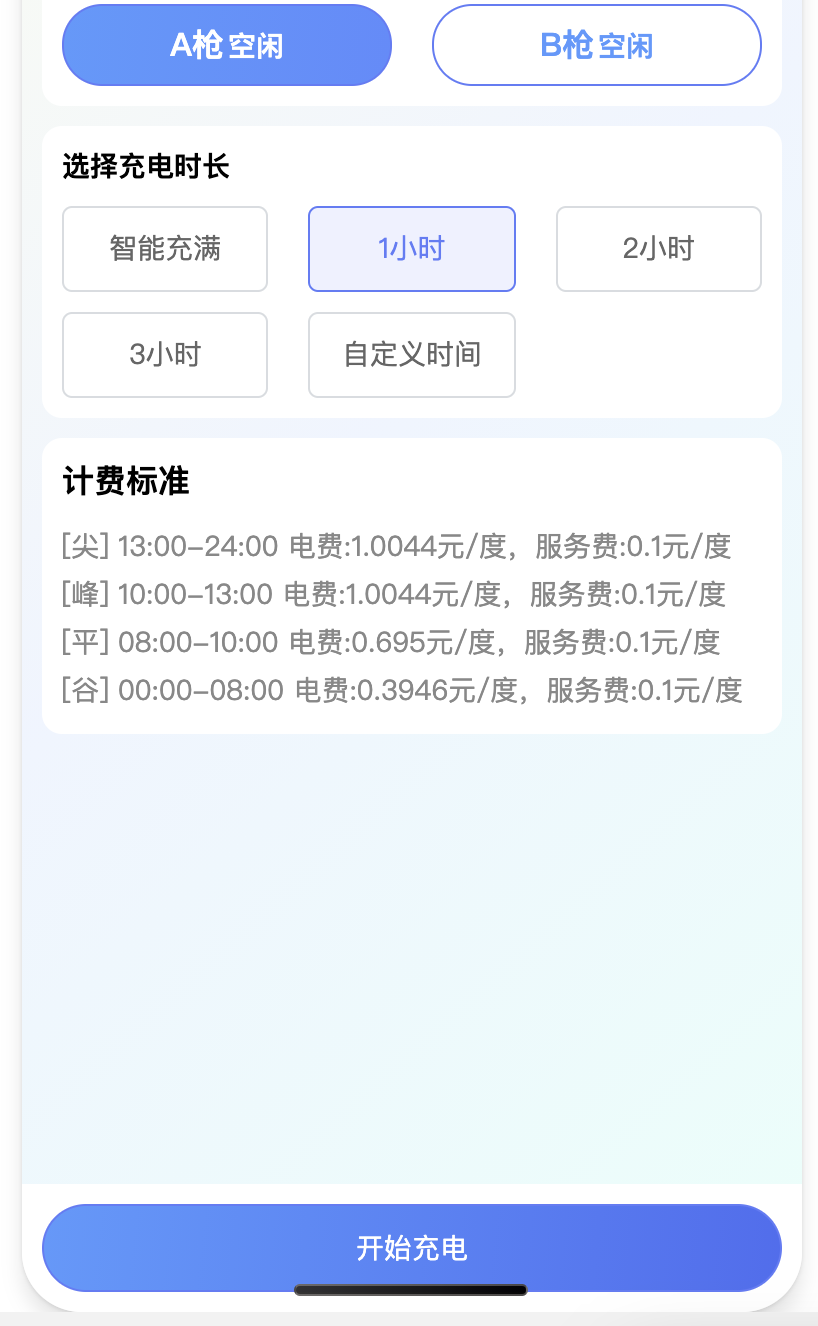 A枪 空闲
B枪 空闲
选择充电时长
智能充满
1小时
2小时
3小时
自定义时间
计费标准
[尖] 13:00-24:00 电费:1.0044元/度，服务费:0.1元/度
[峰] 10:00-13:00 电费:1.0044元/度，服务费:0.1元/度
[平] 08:00-10:00 电费:0.695元/度，服务费:0.1元/度
[谷] 00:00-08:00 电费:0.3946元/度，服务费:0.1元/度
开始充电